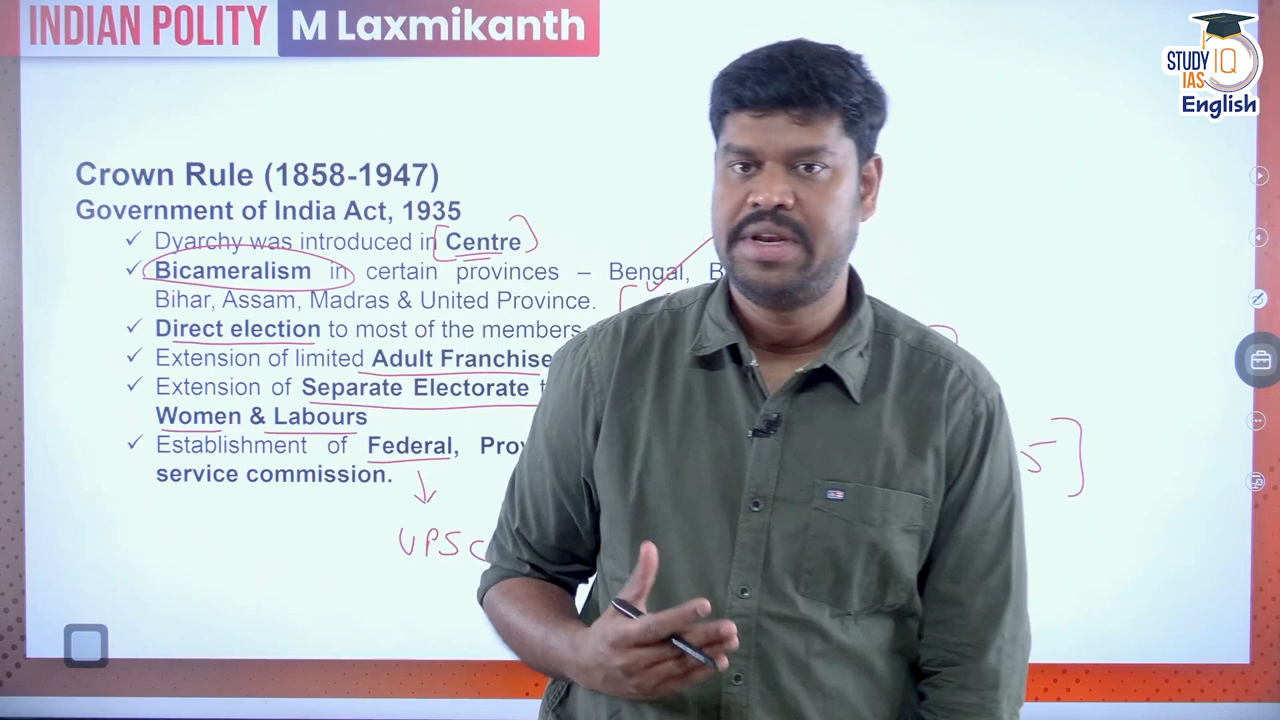 INDIAN POLITY M Laxmikanth
STUDY IQ
IAS
English
Crown Rule (1858-1947)
Government of India Act, 1935
✓ Dyarchy was introduced in [Centre]
✓ Bicameralism in certain provinces – Bengal,
Bihar, Assam, Madras & United Province.
✓ Direct election to most of the members
✓ Extension of limited Adult Franchise
✓ Extension of Separate Electorate
Women & Labours
✓ Establishment of Federal,
service commission.
UPSC